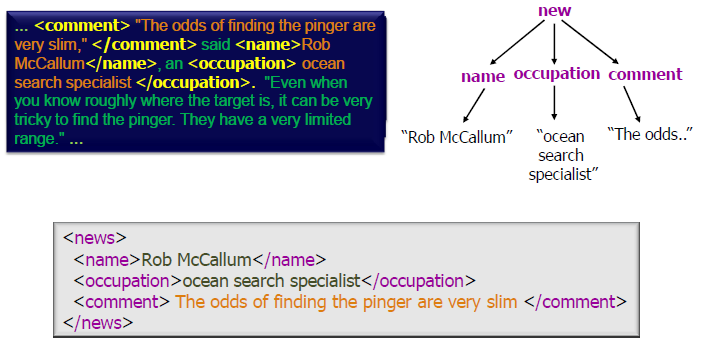 ... <comment> "The odds of finding the pinger are
very slim," </comment> said <name>Rob
McCallum</name>, an <occupation> ocean
search specialist </occupation>. "Even when
you know roughly where the target is, it can be very
tricky to find the pinger. They have a very limited
range." ...
new
name occupation comment
“Rob McCallum”
“ocean
search
specialist”
“The odds..”
<news>
<name>Rob McCallum</name>
<occupation>ocean search specialist</occupation>
<comment> The odds of finding the pinger are very slim </comment>
</news>